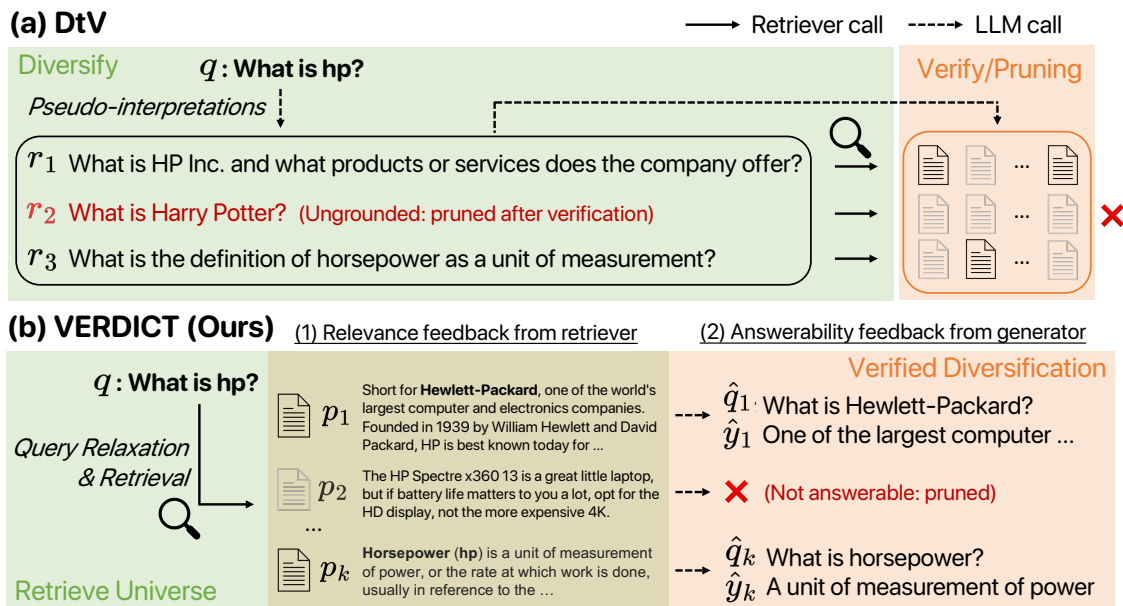 (a) DtV
Retriever call
LLM call
Diversify
q : What is hp?
Verify/Pruning
Pseudo-interpretations
r1 What is HP Inc. and what products or services does the company offer?
...
r2 What is Harry Potter? (Ungrounded: pruned after verification)
...
r3 What is the definition of horsepower as a unit of measurement?
...
(b) VERDICT (Ours)
(1) Relevance feedback from retriever
(2) Answerability feedback from generator
Verified Diversification
q : What is hp?
Query Relaxation
& Retrieval
Retrieve Universe
p1
Short for Hewlett-Packard, one of the world's
largest computer and electronics companies.
Founded in 1939 by William Hewlett and David
Packard, HP is best known today for ...
q̂1 : What is Hewlett-Packard?
ŷ1 One of the largest computer ...
p2
The HP Spectre x360 13 is a great little laptop,
but if battery life matters to you a lot, opt for the
HD display, not the more expensive 4K.
(Not answerable: pruned)
...
pk
Horsepower (hp) is a unit of measurement
of power, or the rate at which work is done,
usually in reference to the ...
q̂k What is horsepower?
ŷk A unit of measurement of power